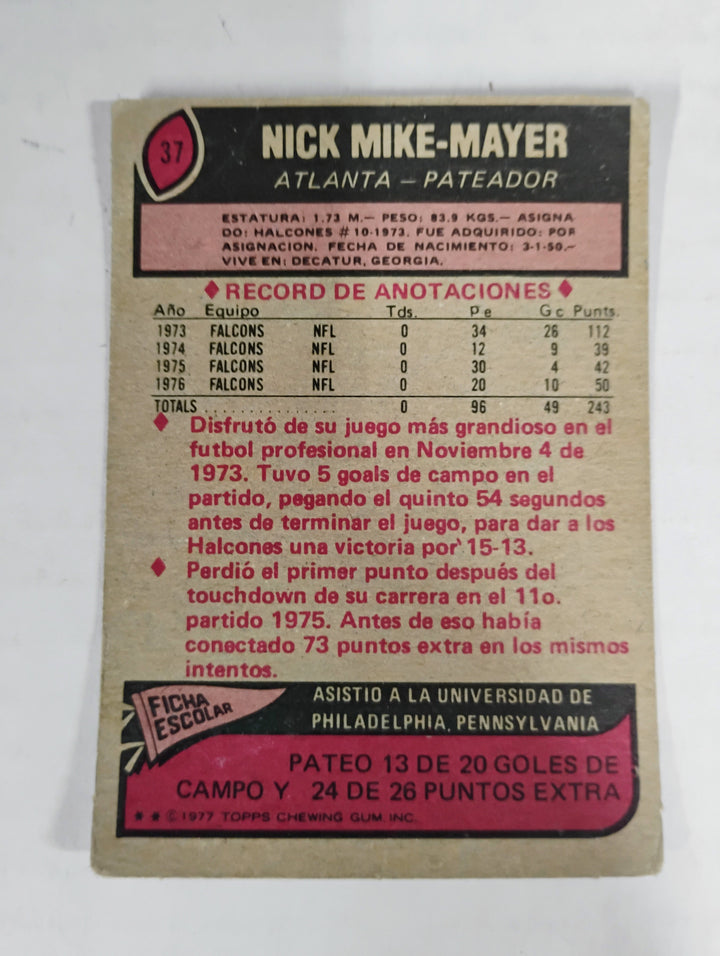 37
NICK MIKE-MAYER
ATLANTA - PATEADOR
ESTATURA: 1.73 M.- PESO: 83.9 KGS.- ASIGNA
DO: HALCONES # 10-1973. FUE ADQUIRIDO: POR
ASIGNACION. FECHA DE NACIMIENTO: 3-1-50.-
VIVE EN: DECATUR, GEORGIA.
♦ RECORD DE ANOTACIONES ♦
Año Equipo Tds. Pe Gc Punts.
1973 FALCONS NFL 0 34 26 112
1974 FALCONS NFL 0 12 9 39
1975 FALCONS NFL 0 30 4 42
1976 FALCONS NFL 0 20 10 50
TOTALS .................. 0 96 49 243
♦ Disfrutó de su juego más grandioso en el
futbol profesional en Noviembre 4 de
1973. Tuvo 5 goals de campo en el
partido, pegando el quinto 54 segundos
antes de terminar el juego, para dar a los
Halcones una victoria por 15-13.
♦ Perdió el primer punto después del
touchdown de su carrera en el 11o.
partido 1975. Antes de eso había
conectado 73 puntos extra en los mismos
intentos.
FICHA
ESCOLAR
ASISTIO A LA UNIVERSIDAD DE
PHILADELPHIA, PENNSYLVANIA
PATEO 13 DE 20 GOLES DE
CAMPO Y 24 DE 26 PUNTOS EXTRA
* * © 1977 TOPPS CHEWING GUM, INC.